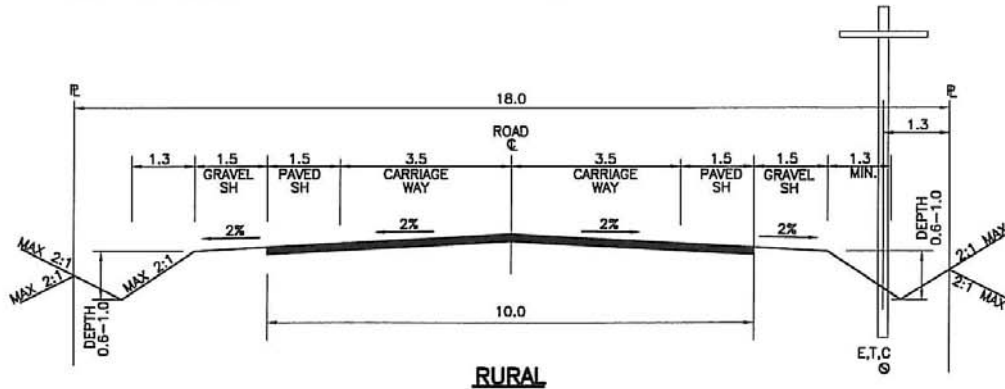 ℄
℄
18.0
ROAD
℄
1.3
1.3
1.5
1.5
3.5
3.5
1.5
1.5
1.3
GRAVEL
SH
PAVED
SH
CARRIAGE
WAY
CARRIAGE
WAY
PAVED
SH
GRAVEL
SH
MIN.
2%
2%
2%
2%
MAX 2:1
MAX 2:1
MAX 2:1
DEPTH
0.6-1.0
DEPTH
0.6-1.0
2:1 MAX
2:1 MAX
10.0
E,T,C
RURAL